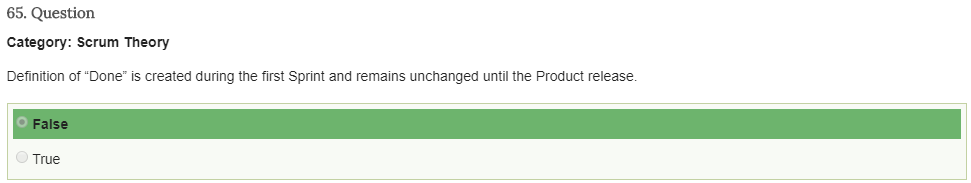 65. Question
Category: Scrum Theory
Definition of “Done” is created during the first Sprint and remains unchanged until the Product release.
False
True